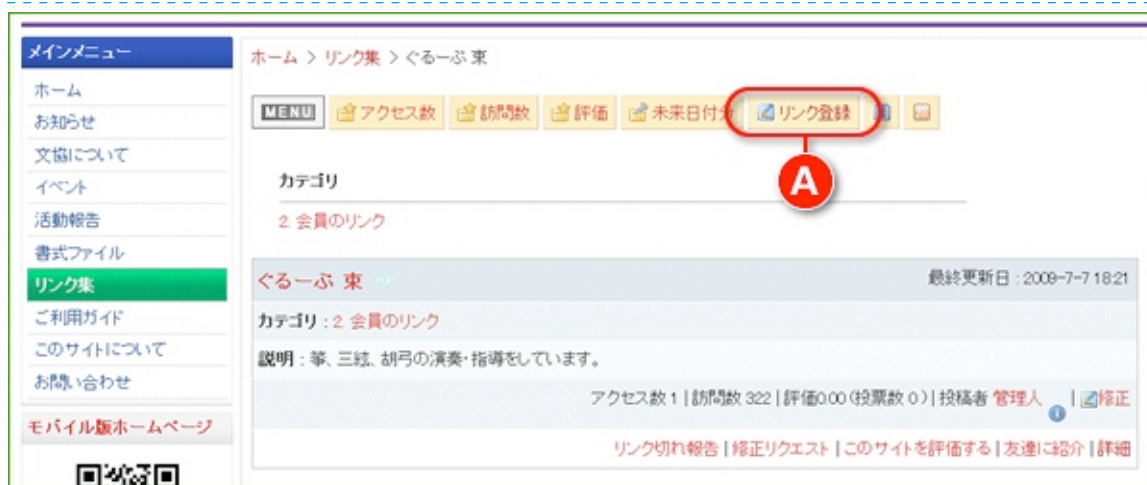 メインメニュー
ホーム
お知らせ
文協について
イベント
活動報告
書式ファイル
リンク集
ご利用ガイド
このサイトについて
お問い合わせ
モバイル版ホームページ
ホーム > リンク集 > ぐるーぷ 東
MENU アクセス数 訪問数 評価 未来日付分 リンク登録
A
カテゴリ
2. 会員のリンク
ぐるーぷ 東 最終更新日 : 2009-7-7 18:21
カテゴリ : 2. 会員のリンク
説明 : 箏、三絃、胡弓の演奏・指導をしています。
アクセス数 1 | 訪問数 322 | 評価0.00 (投票数 0) | 投稿者 管理人 | 修正
リンク切れ報告 | 修正リクエスト | このサイトを評価する | 友達に紹介 | 詳細